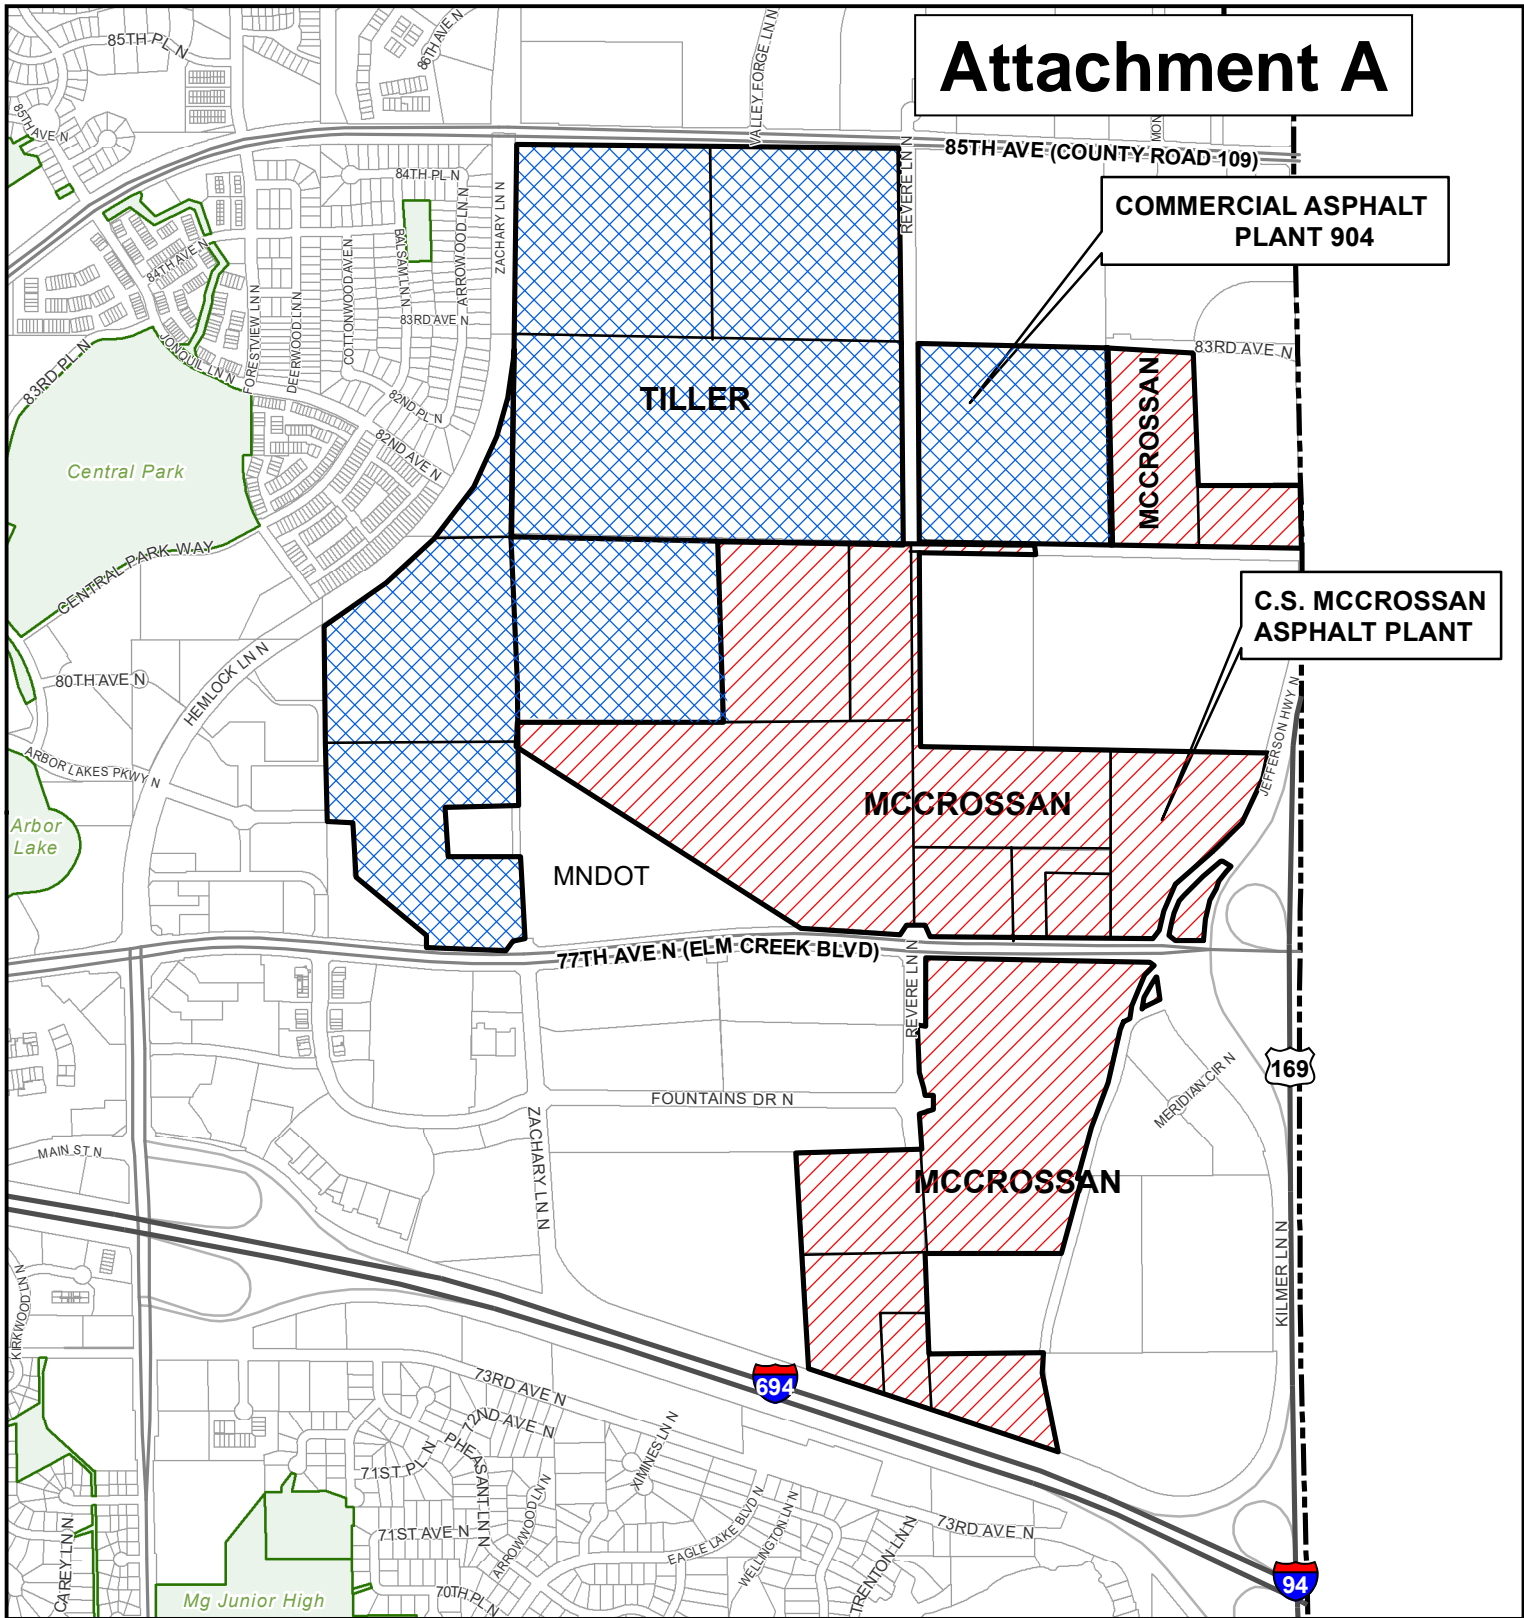 Attachment A
85TH PL N
86TH AVE N
VALLEY FORGE LN N
85TH AVE N
MON
85TH AVE (COUNTY ROAD 109)
84TH PL N
REVERE LN N
COMMERCIAL ASPHALT
PLANT 904
ZACHARY LN N
ARROWOOD LN N
BALSAM LN N
COTTONWOOD AVE N
84TH AVE N
FORESTVIEW LN N
DEERWOOD LN N
83RD AVE N
83RD AVE N
JONQUIL LN N
83RD PL N
82ND PL N
82ND AVE N
TILLER
MCCROSSAN
Central Park
CENTRAL PARK WAY
C.S. MCCROSSAN
ASPHALT PLANT
80TH AVE N
HEMLOCK LN N
JEFFERSON HWY N
ARBOR LAKES PKWY N
MCCROSSAN
Arbor
Lake
MNDOT
77TH AVE N (ELM CREEK BLVD)
REVERE LN N
169
MERIDIAN CIR N
FOUNTAINS DR N
ZACHARY LN N
MAIN ST N
MCCROSSAN
KILMER LN N
KIRKWOOD LN N
694
73RD AVE N
72ND AVE N
XIMINES LN N
PHEASANT LN N
71ST PL N
71ST AVE N
ARROWWOOD LN N
EAGLE LAKE BLVD N
WELLINGTON LN N
TRENTON LN N
73RD AVE N
CAREY LN N
70TH PL N
Mg Junior High
94